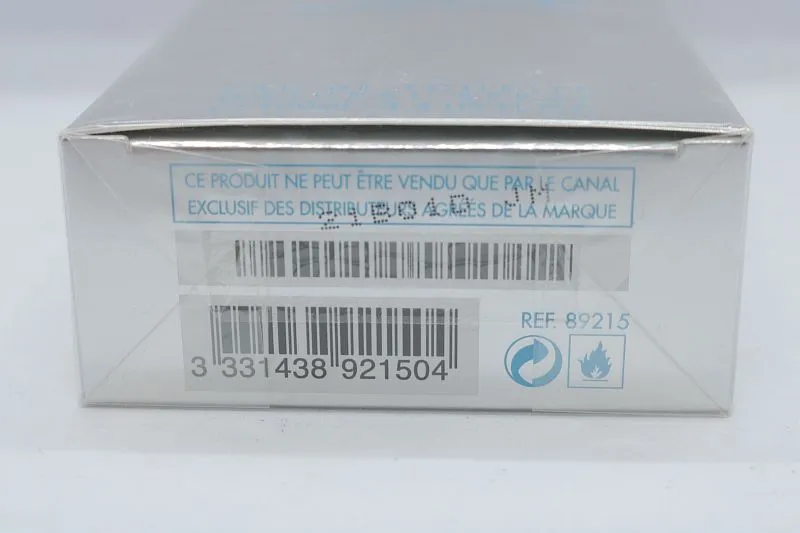 CE PRODUIT NE PEUT ÊTRE VENDU QUE PAR LE CANAL
EXCLUSIF DES DISTRIBUTEURS AGRÉÉS DE LA MARQUE
JM
REF. 89215
3 331438 921504